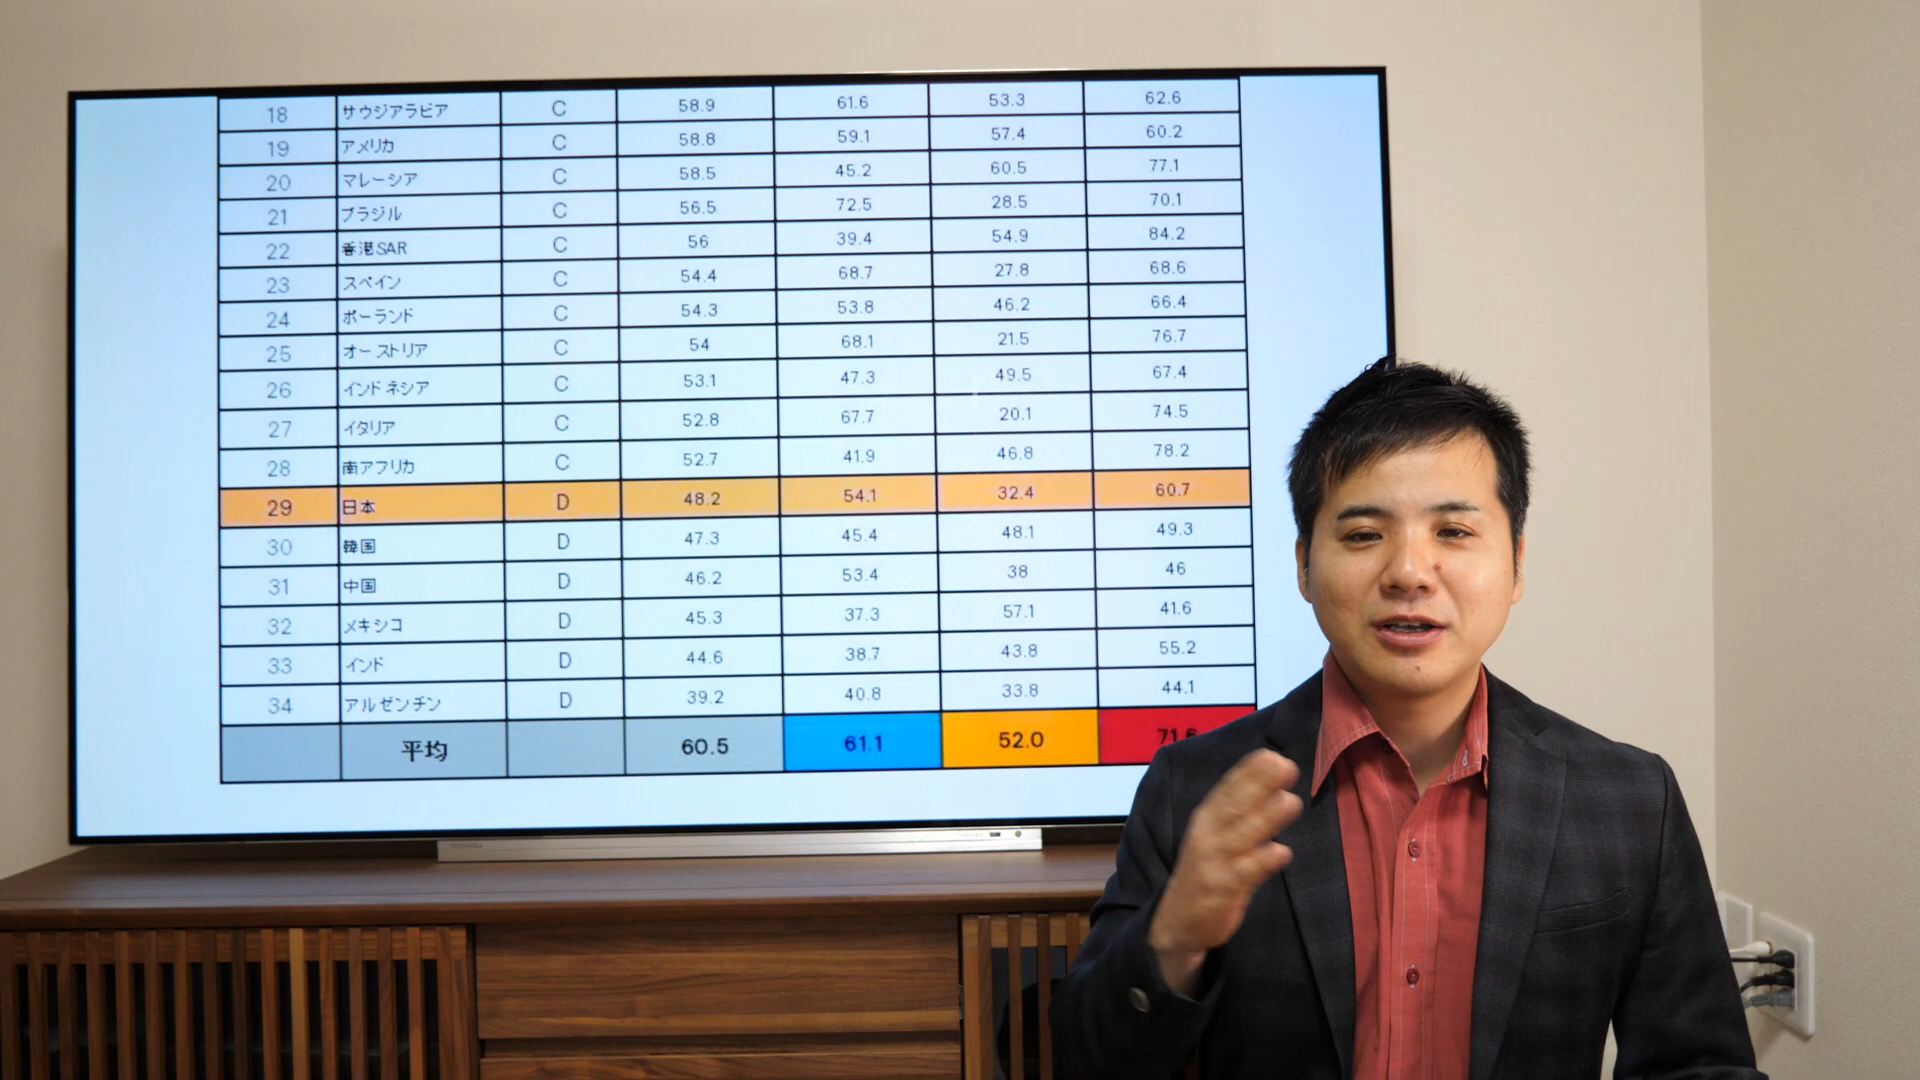 18 サウジアラビア C 58.9 61.6 53.3 62.6
19 アメリカ C 58.8 59.1 57.4 60.2
20 マレーシア C 58.5 45.2 60.5 77.1
21 ブラジル C 56.5 72.5 28.5 70.1
22 香港SAR C 56 39.4 54.9 84.2
23 スペイン C 54.4 68.7 27.8 68.6
24 ポーランド C 54.3 53.8 46.2 66.4
25 オーストリア C 54 68.1 21.5 76.7
26 インドネシア C 53.1 47.3 49.5 67.4
27 イタリア C 52.8 67.7 20.1 74.5
28 南アフリカ C 52.7 41.9 46.8 78.2
29 日本 D 48.2 54.1 32.4 60.7
30 韓国 D 47.3 45.4 48.1 49.3
31 中国 D 46.2 53.4 38 46
32 メキシコ D 45.3 37.3 57.1 41.6
33 インド D 44.6 38.7 43.8 55.2
34 アルゼンチン D 39.2 40.8 33.8 44.1
平均 60.5 61.1 52.0
TOSHIBA